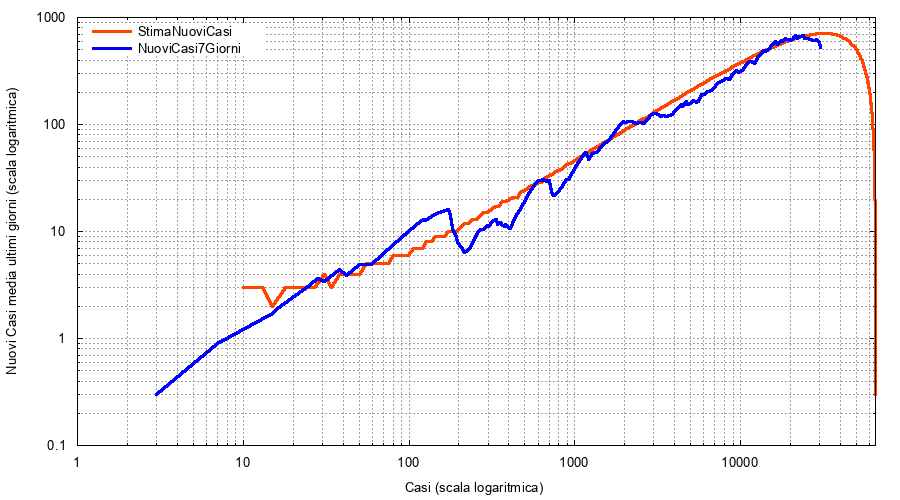 StimaNuoviCasi
NuoviCasi7Giorni
Nuovi Casi media ultimi giorni (scala logaritmica)
1000
100
10
1
0.1
1
10
100
1000
10000
Casi (scala logaritmica)